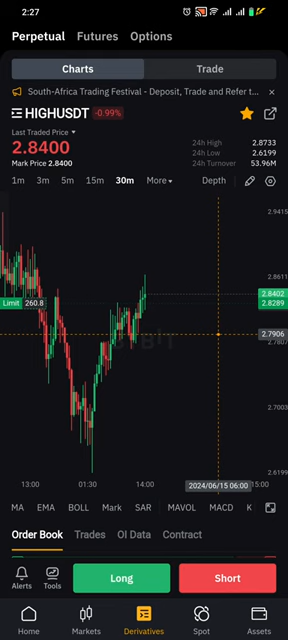 2:27
Perpetual Futures Options
Charts Trade
South-Africa Trading Festival - Deposit, Trade and Refer t...
HIGHUSDT -0.99%
Last Traded Price
2.8400
Mark Price 2.8400
24h High 2.8733
24h Low 2.6199
24h Turnover 53.96M
1m 3m 5m 15m 30m More Depth
2.9415
2.8611
2.8402
Limit 260.8
2.8289
2.7906
2.7807
2.7003
2.6199
13:00 01:30 14:00 2024/06/15 06:00 15:00
MA EMA BOLL Mark SAR MAVOL MACD K
Order Book Trades OI Data Contract
Alerts Tools Long Short
Home Markets Derivatives Spot Assets